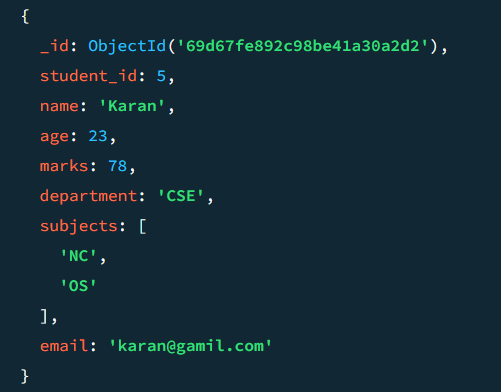 {
_id: ObjectId('69d67fe892c98be41a30a2d2'),
student_id: 5,
name: 'Karan',
age: 23,
marks: 78,
department: 'CSE',
subjects: [
'NC',
'OS'
],
email: 'karan@gamil.com'
}